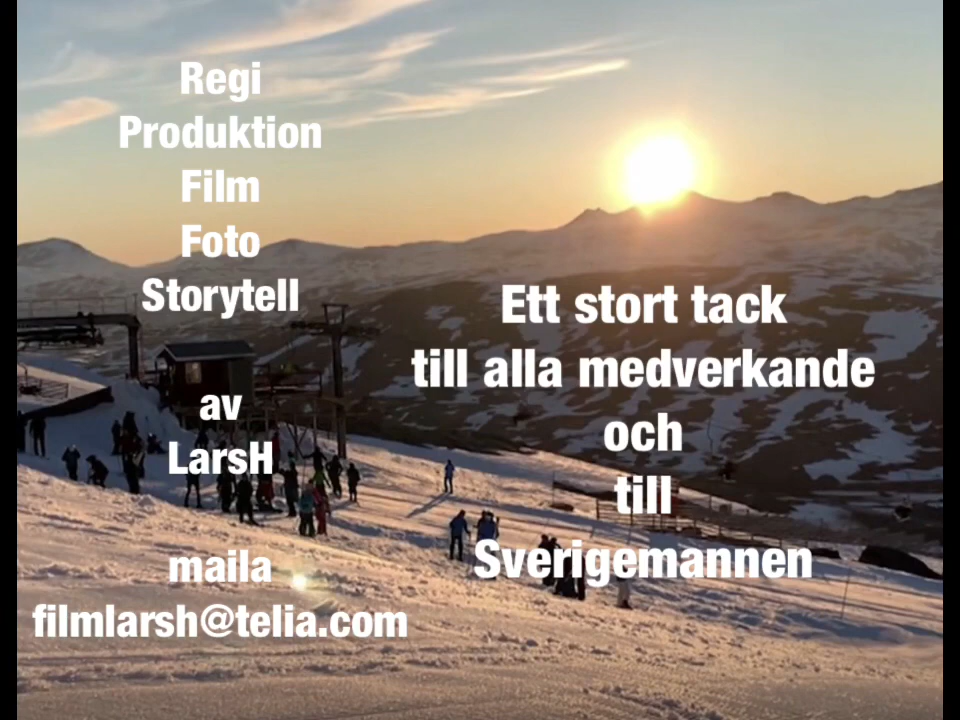 Regi
Produktion
Film
Foto
Storytell
av
LarsH
maila
filmlarsh@telia.com
Ett stort tack
till alla medverkande
och
till
Sverigemannen